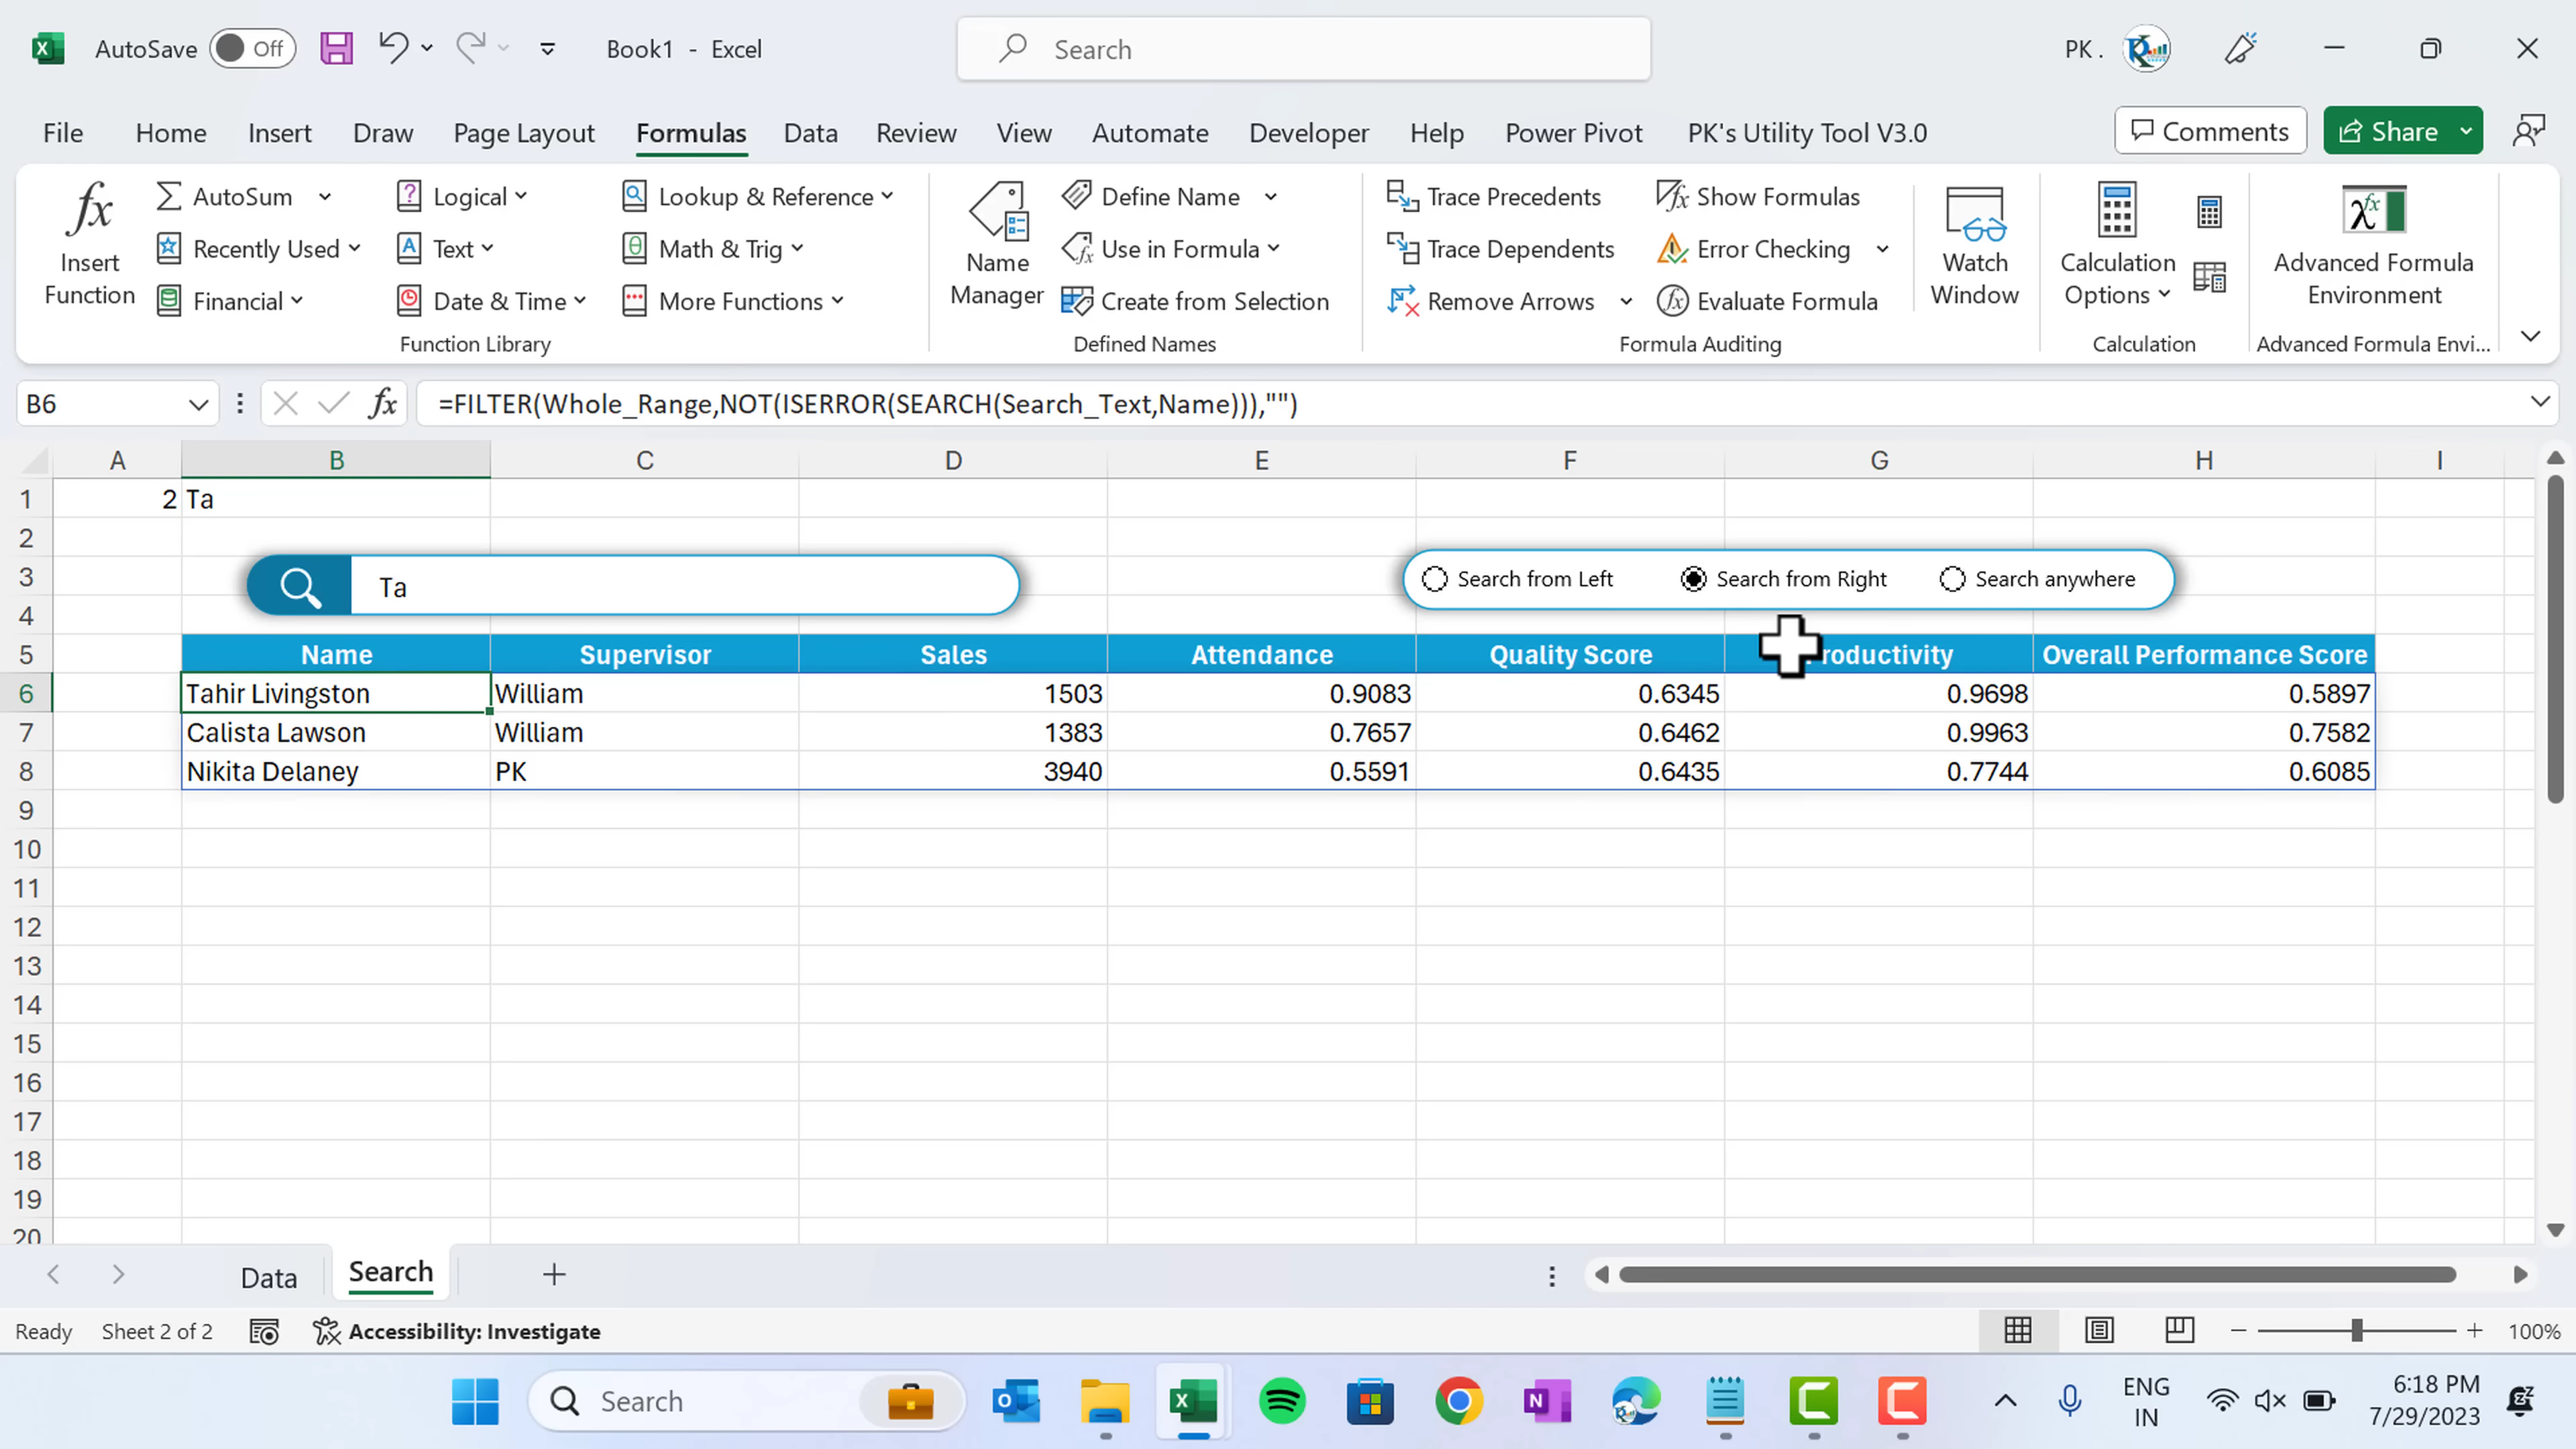 AutoSave Off Book1 - Excel Search PK .
File Home Insert Draw Page Layout Formulas Data Review View Automate Developer Help Power Pivot PK's Utility Tool V3.0 Comments Share
Insert Function
AutoSum
Recently Used
Financial
Logical
Text
Date & Time
Lookup & Reference
Math & Trig
More Functions
Function Library
Name Manager
Define Name
Use in Formula
Create from Selection
Defined Names
Trace Precedents
Trace Dependents
Remove Arrows
Show Formulas
Error Checking
Evaluate Formula
Formula Auditing
Watch Window
Calculation Options
Calculation
Advanced Formula Environment
Advanced Formula Envi...
B6 fx =FILTER(Whole_Range,NOT(ISERROR(SEARCH(Search_Text,Name))),"")
A B C D E F G H I
1 2 Ta
2
3 Ta Search from Left Search from Right Search anywhere
4
5 Name Supervisor Sales Attendance Quality Score roductivity Overall Performance Score
6 Tahir Livingston William 1503 0.9083 0.6345 0.9698 0.5897
7 Calista Lawson William 1383 0.7657 0.6462 0.9963 0.7582
8 Nikita Delaney PK 3940 0.5591 0.6435 0.7744 0.6085
9
10
11
12
13
14
15
16
17
18
19
20
Data Search
Ready Sheet 2 of 2 Accessibility: Investigate 100%
Search ENG IN 6:18 PM 7/29/2023